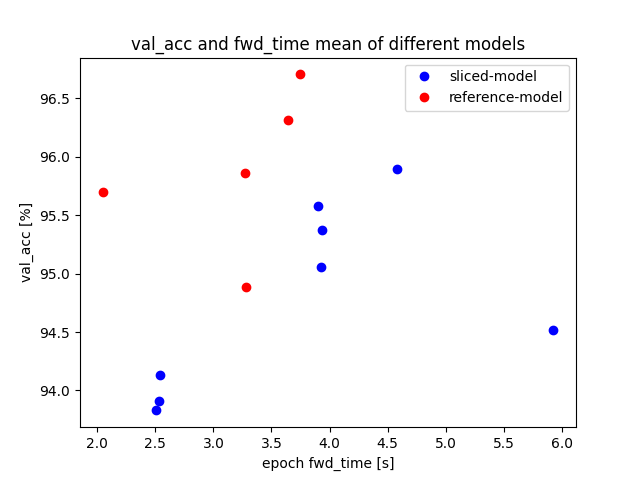 val_acc and fwd_time mean of different models
sliced-model
reference-model
96.5
96.0
95.5
95.0
94.5
94.0
val_acc [%]
2.0 2.5 3.0 3.5 4.0 4.5 5.0 5.5 6.0
epoch fwd_time [s]